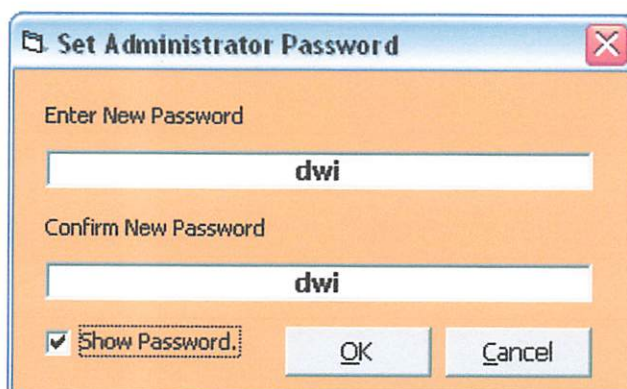 Set Administrator Password
Enter New Password
dwi
Confirm New Password
dwi
Show Password.
OK
Cancel